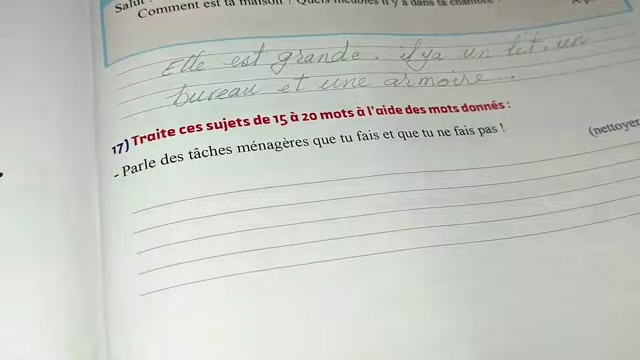 Salut
Comment est ta maison ? Quels meubles il y a dans ta chambre
Elle est grande. il ya un lit, un
bureau et une armoire.
17) Traite ces sujets de 15 à 20 mots à l'aide des mots donnés :
- Parle des tâches ménagères que tu fais et que tu ne fais pas !
(nettoyer